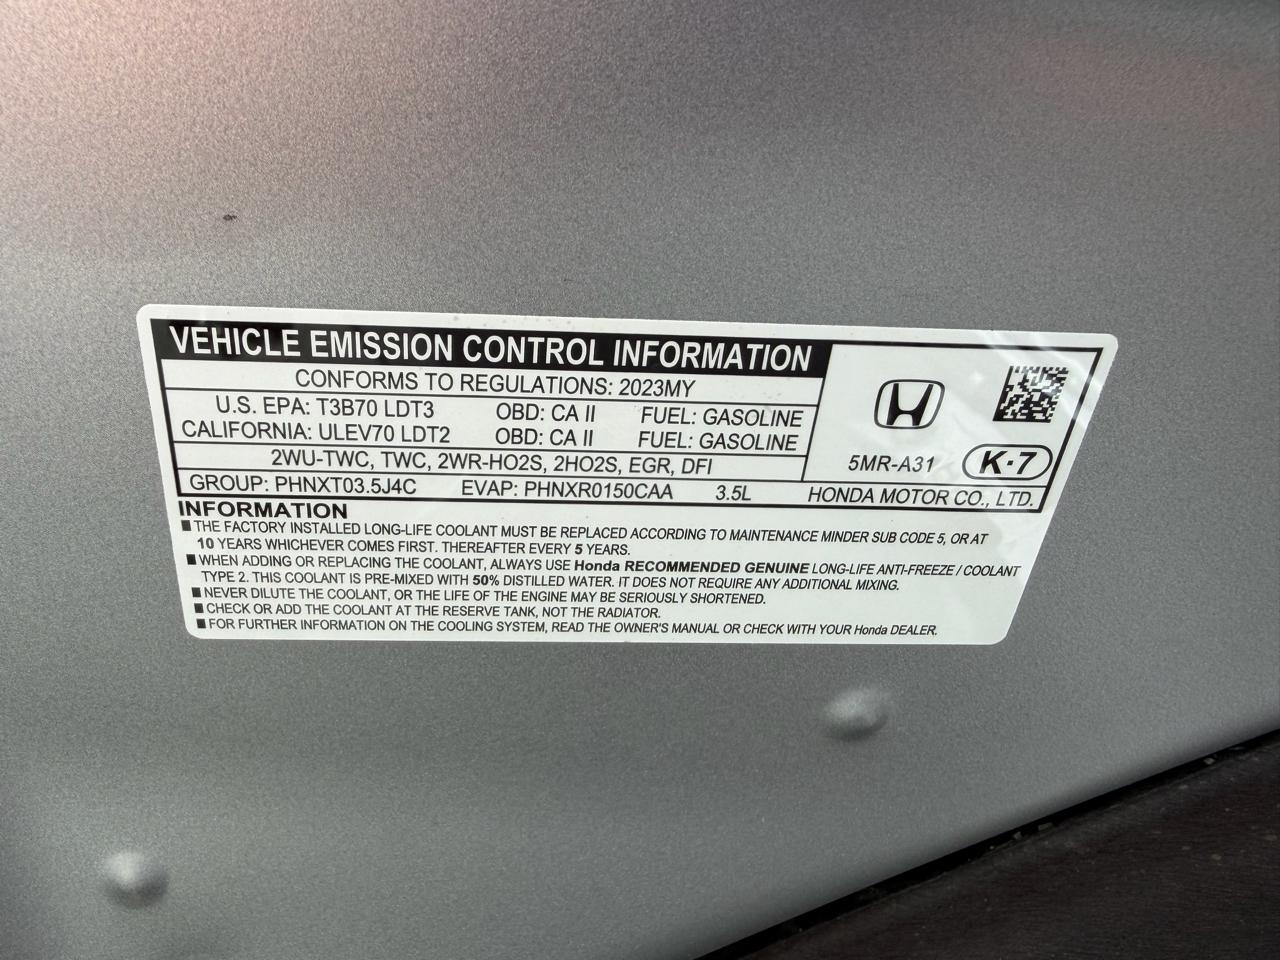 VEHICLE EMISSION CONTROL INFORMATION
CONFORMS TO REGULATIONS: 2023MY
U.S. EPA: T3B70 LDT3 OBD: CA II FUEL: GASOLINE
CALIFORNIA: ULEV70 LDT2 OBD: CA II FUEL: GASOLINE
2WU-TWC, TWC, 2WR-HO2S, 2HO2S, EGR, DFI
GROUP: PHNXT03.5J4C EVAP: PHNXR0150CAA 3.5L
5MR-A31 K-7
HONDA MOTOR CO., LTD.
INFORMATION
■ THE FACTORY INSTALLED LONG-LIFE COOLANT MUST BE REPLACED ACCORDING TO MAINTENANCE MINDER SUB CODE 5, OR AT
10 YEARS WHICHEVER COMES FIRST. THEREAFTER EVERY 5 YEARS.
■ WHEN ADDING OR REPLACING THE COOLANT, ALWAYS USE Honda RECOMMENDED GENUINE LONG-LIFE ANTI-FREEZE / COOLANT
TYPE 2. THIS COOLANT IS PRE-MIXED WITH 50% DISTILLED WATER. IT DOES NOT REQUIRE ANY ADDITIONAL MIXING.
■ NEVER DILUTE THE COOLANT, OR THE LIFE OF THE ENGINE MAY BE SERIOUSLY SHORTENED.
■ CHECK OR ADD THE COOLANT AT THE RESERVE TANK, NOT THE RADIATOR.
■ FOR FURTHER INFORMATION ON THE COOLING SYSTEM, READ THE OWNER'S MANUAL OR CHECK WITH YOUR Honda DEALER.